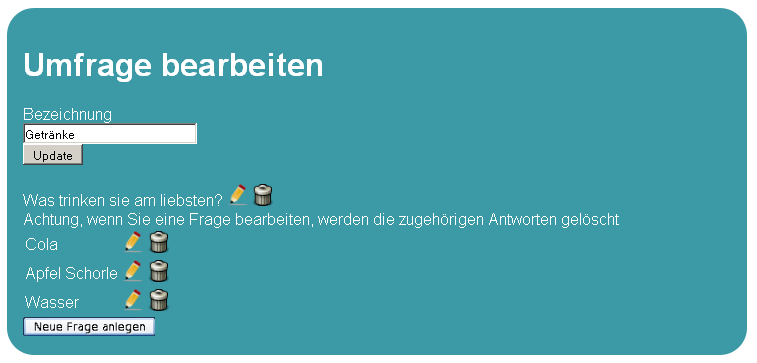 Umfrage bearbeiten
Bezeichnung
Getränke
Update
Was trinken sie am liebsten?
Achtung, wenn Sie eine Frage bearbeiten, werden die zugehörigen Antworten gelöscht
Cola
Apfel Schorle
Wasser
Neue Frage anlegen